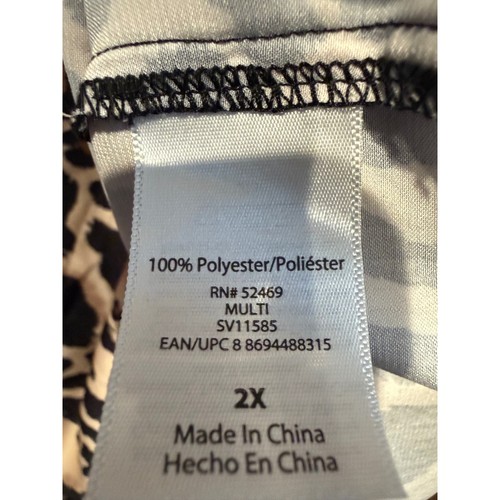 100% Polyester/Poliéster
RN# 52469
MULTI
SV11585
EAN/UPC 8 8694488315
2X
Made In China
Hecho En China